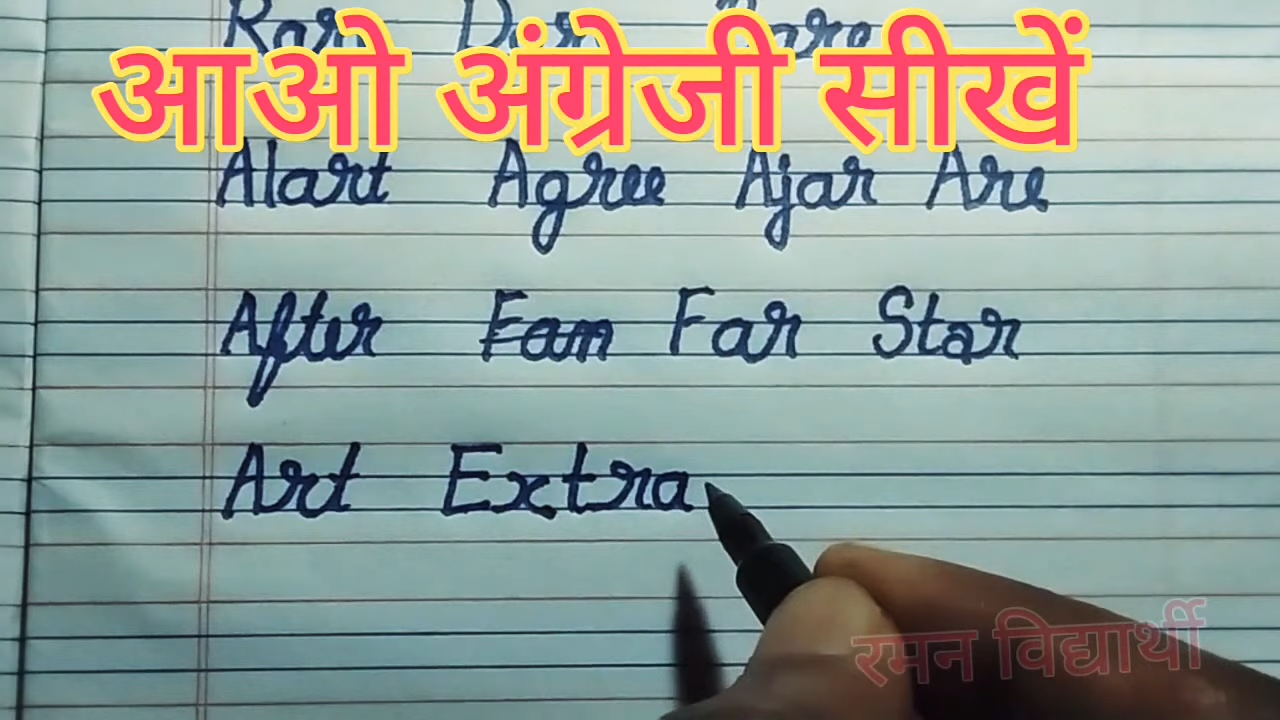 आओ अंग्रेजी सीखें
Alart Agree Ajar Are
After Fam Far Star
Art Extra
रमन विद्यार्थी